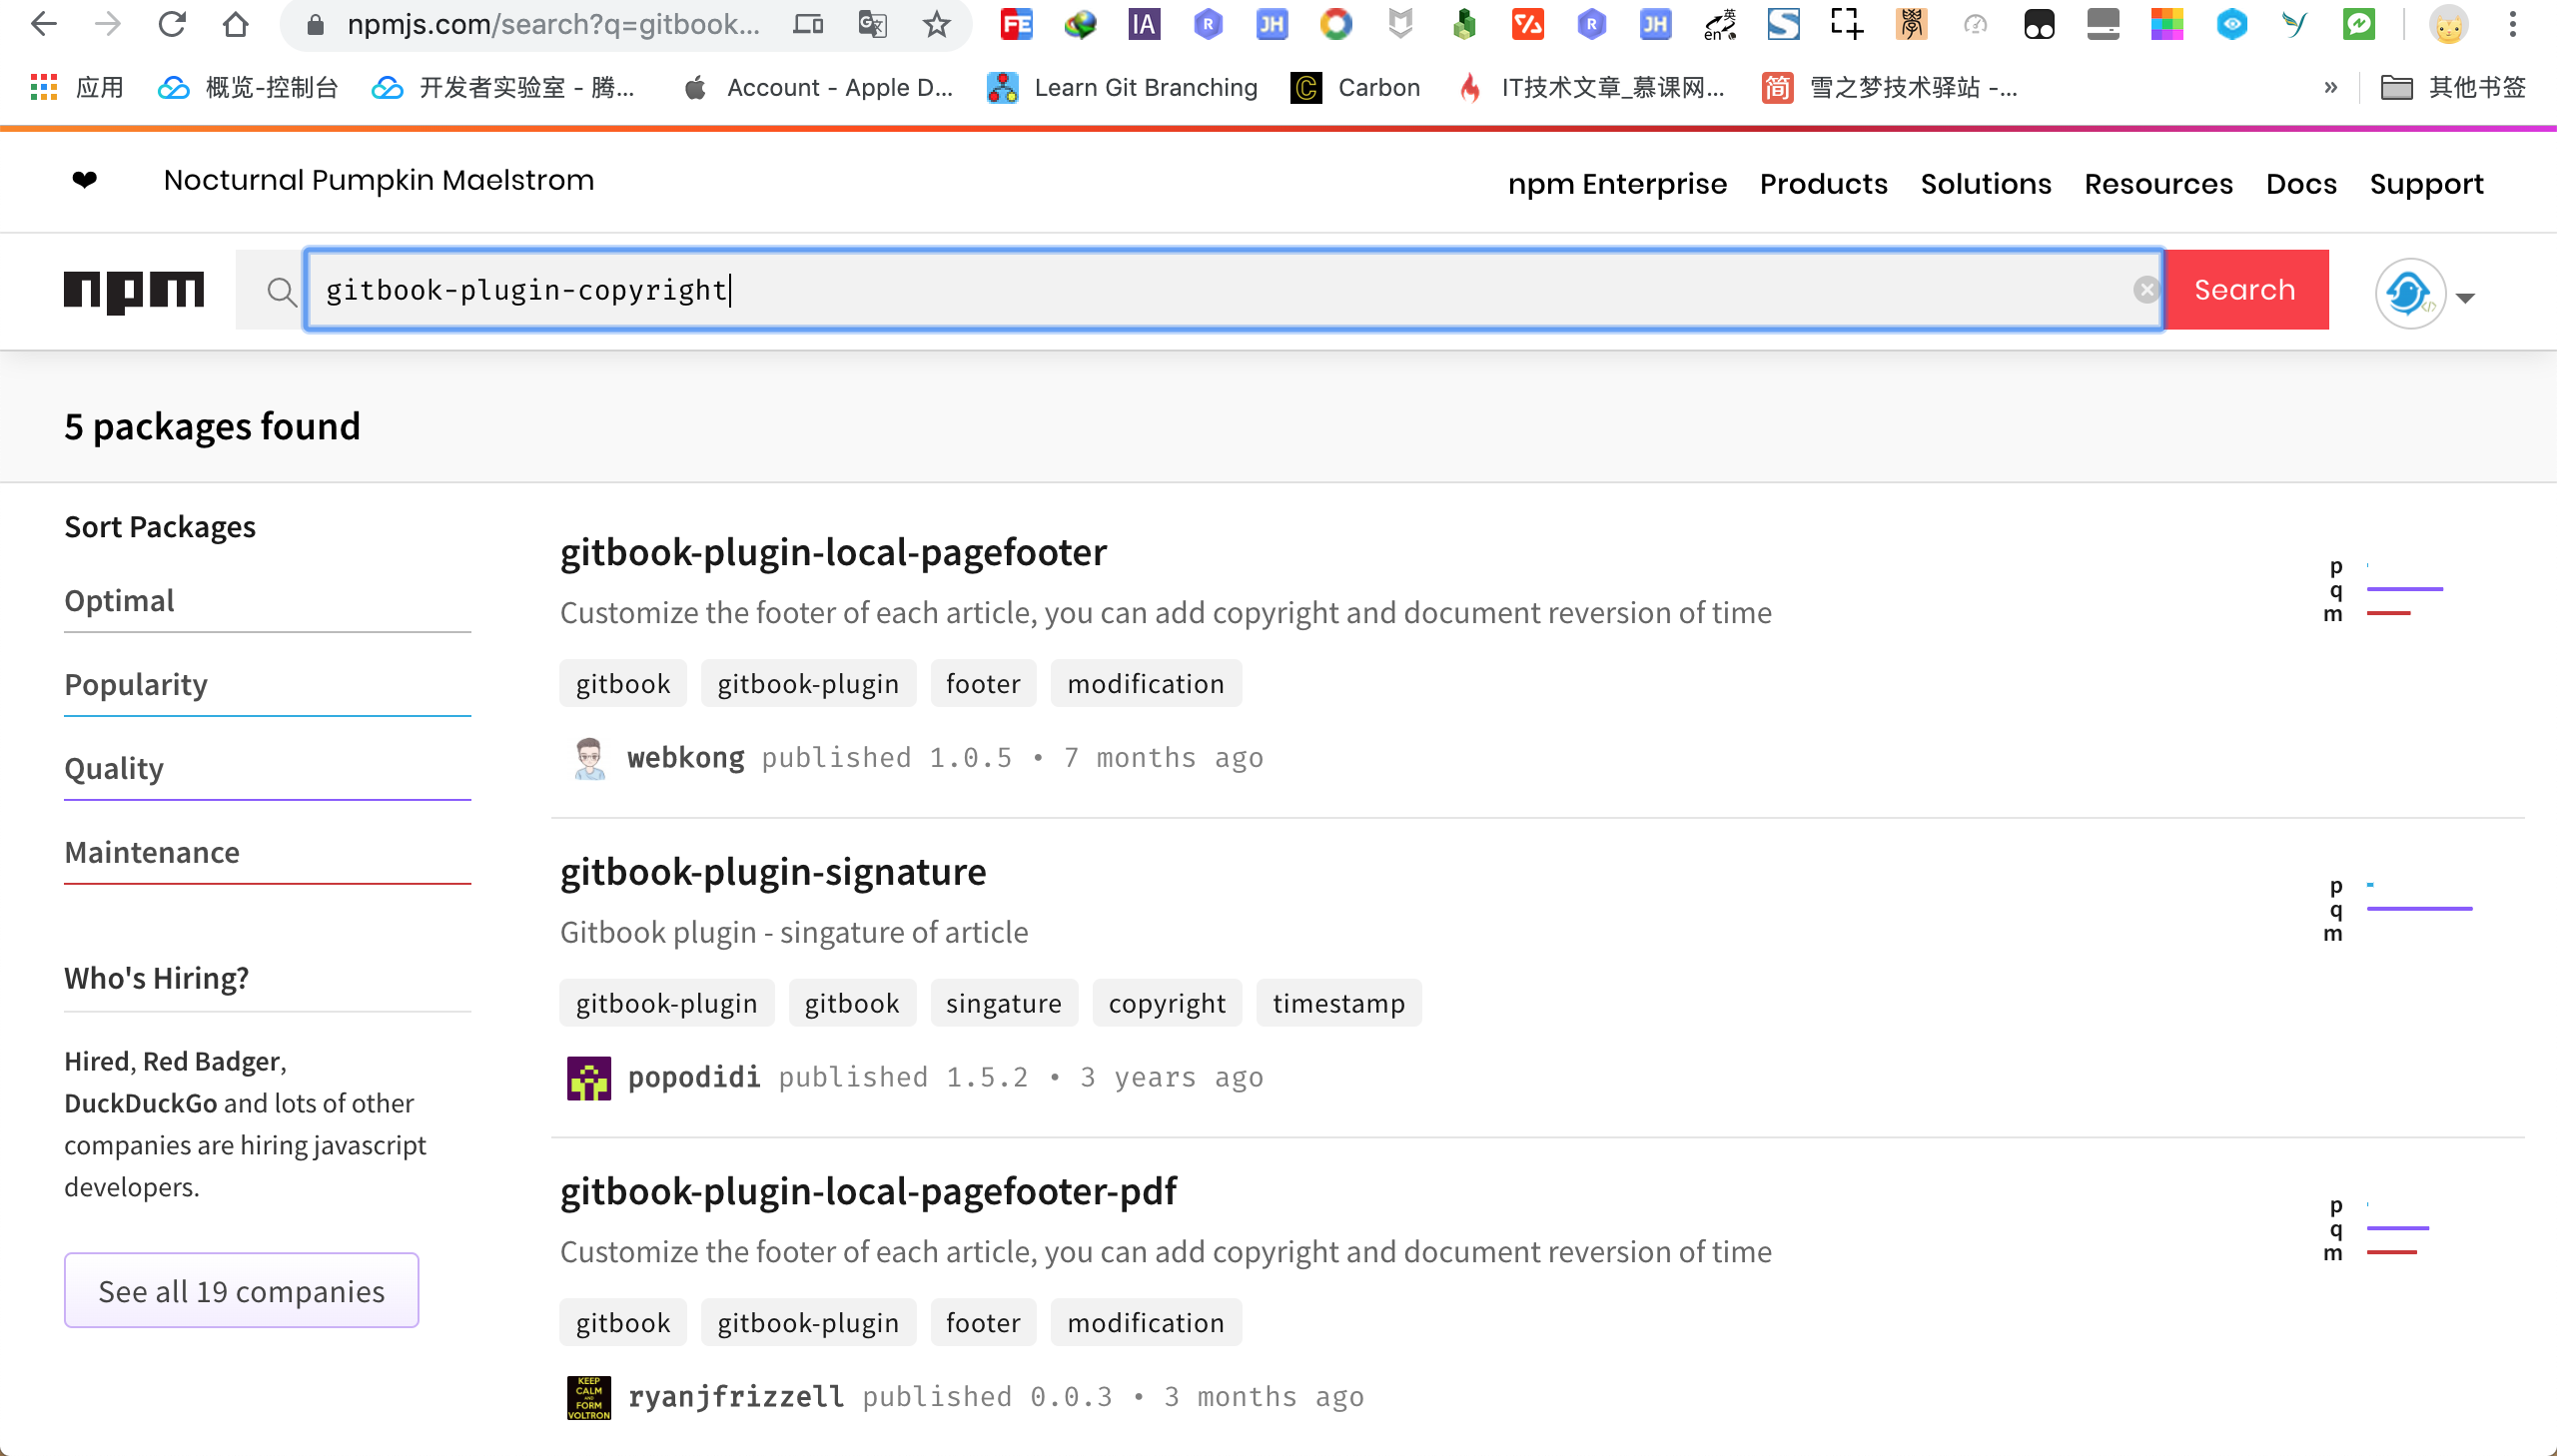 npmjs.com/search?q=gitbook...
应用
概览-控制台
开发者实验室 - 腾...
Account - Apple D...
Learn Git Branching
Carbon
IT技术文章_慕课网...
雪之梦技术驿站 -...
»
其他书签
❤
Nocturnal Pumpkin Maelstrom
npm Enterprise
Products
Solutions
Resources
Docs
Support
npm
gitbook-plugin-copyright
Search
5 packages found
Sort Packages
Optimal
Popularity
Quality
Maintenance
Who's Hiring?
Hired, Red Badger,
DuckDuckGo and lots of other
companies are hiring javascript
developers.
See all 19 companies
gitbook-plugin-local-pagefooter
Customize the footer of each article, you can add copyright and document reversion of time
gitbook gitbook-plugin footer modification
webkong published 1.0.5 • 7 months ago
p
q
m
gitbook-plugin-signature
Gitbook plugin - singature of article
gitbook-plugin gitbook singature copyright timestamp
popodidi published 1.5.2 • 3 years ago
p
q
m
gitbook-plugin-local-pagefooter-pdf
Customize the footer of each article, you can add copyright and document reversion of time
gitbook gitbook-plugin footer modification
KEEP
CALM
AND
FORM
VOLTRON
ryanjfrizzell published 0.0.3 • 3 months ago
p
q
m